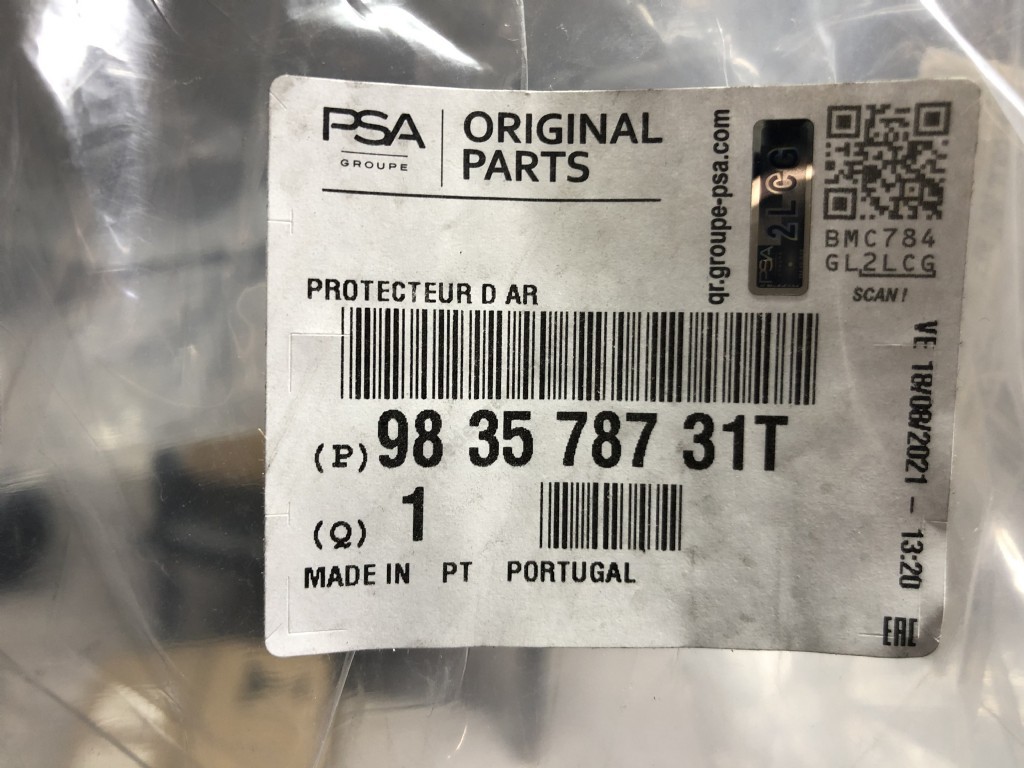 PSA
GROUPE
ORIGINAL
PARTS
qr.groupe-psa.com
PSA
2LCG
BMC784
GL2LCG
SCAN!
PROTECTEUR D AR
(P) 98 35 787 31T
(Q) 1
MADE IN PT PORTUGAL
VE 18/08/2021 - 13:20
EAC